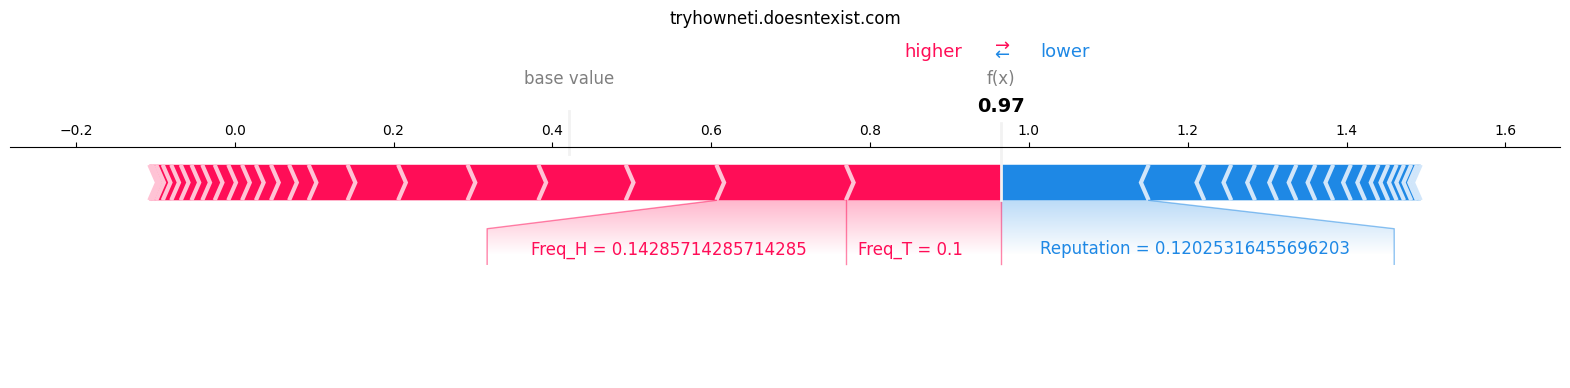 tryhowneti.doesntexist.com
higher ⇄ lower
base value f(x)
0.97
−0.2 0.0 0.2 0.4 0.6 0.8 1.0 1.2 1.4 1.6
Freq_H = 0.14285714285714285 Freq_T = 0.1 Reputation = 0.12025316455696203